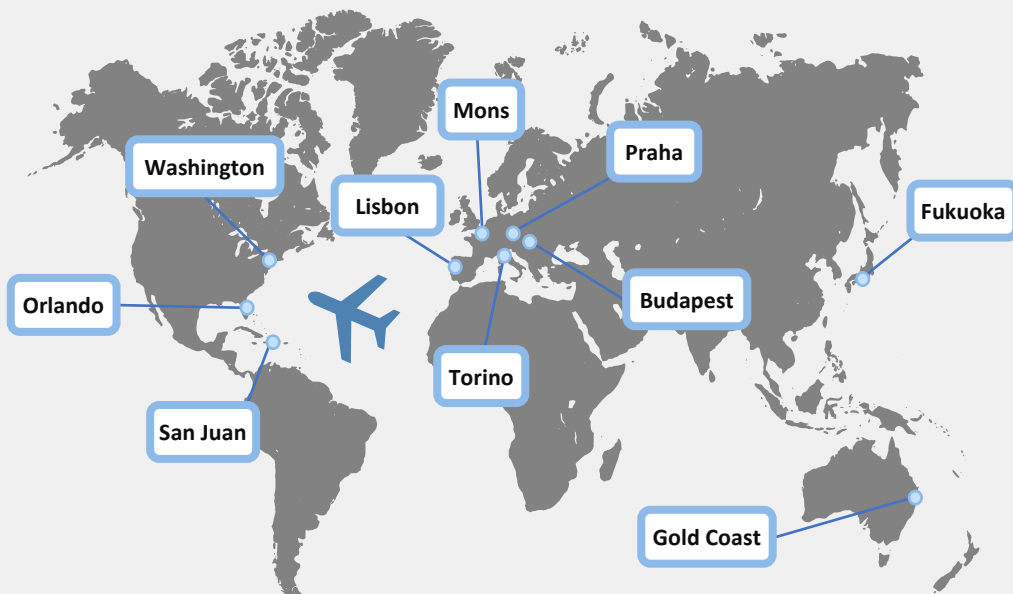 Mons
Praha
Washington
Lisbon
Fukuoka
Orlando
Budapest
Torino
San Juan
Gold Coast